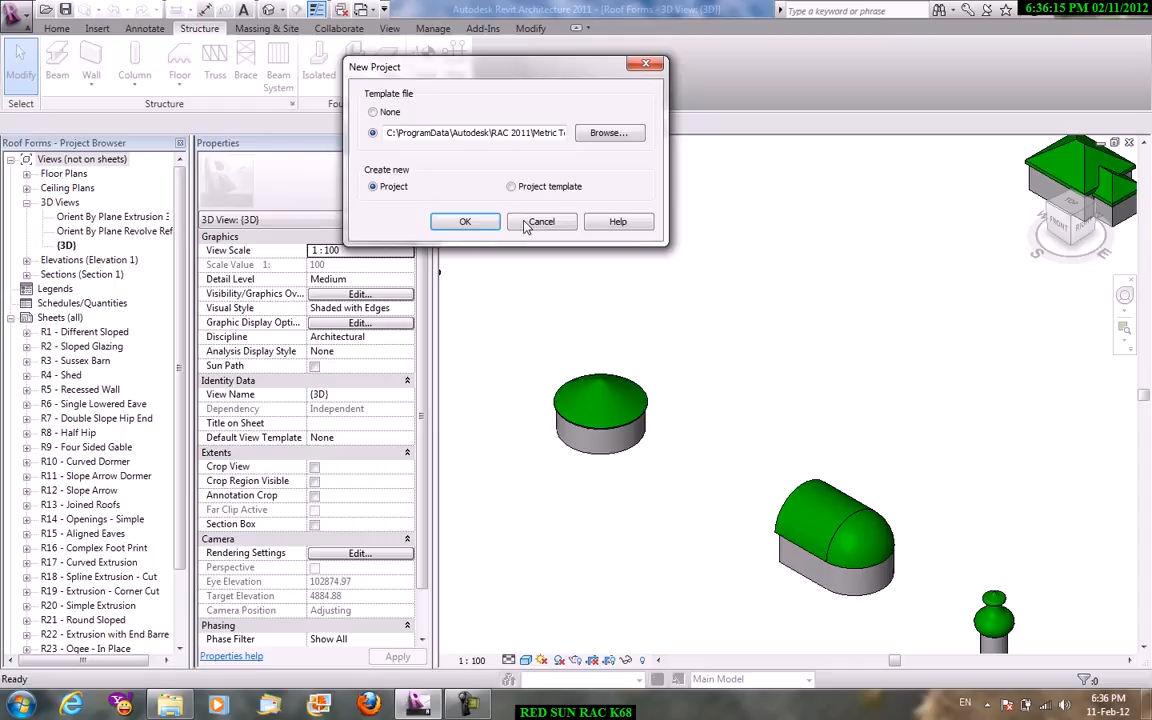 Autodesk Revit Architecture 2011 - Roof Forms - 3D View: {3D}
Type a keyword or phrase
6:36:15 PM 02/11/2012
Home
Insert
Annotate
Structure
Massing & Site
Collaborate
View
Manage
Add-Ins
Modify
Modify
Beam
Wall
Column
Floor
Truss
Brace
Beam
System
Isolated
Select
Structure
New Project
Template file
None
C:\ProgramData\Autodesk\RAC 2011\Metric
Browse...
Create new
Project
Project template
OK
Cancel
Help
Roof Forms - Project Browser
Views (not on sheets)
Floor Plans
Ceiling Plans
3D Views
Orient By Plane Extrusion
Orient By Plane Revolve Ref
{3D}
Elevations (Elevation 1)
Sections (Section 1)
Legends
Schedules/Quantities
Sheets (all)
R1 - Different Sloped
R2 - Sloped Glazing
R3 - Sussex Barn
R4 - Shed
R5 - Recessed Wall
R6 - Single Lowered Eave
R7 - Double Slope Hip End
R8 - Half Hip
R9 - Four Sided Gable
R10 - Curved Dormer
R11 - Slope Arrow Dormer
R12 - Slope Arrow
R13 - Joined Roofs
R14 - Openings - Simple
R15 - Aligned Eaves
R16 - Complex Foot Print
R17 - Curved Extrusion
R18 - Spline Extrusion - Cut
R19 - Extrusion - Corner Cut
R20 - Simple Extrusion
R21 - Round Sloped
R22 - Extrusion with End Barre
R23 - Ogee - In Place
Properties
3D View: {3D}
Graphics
View Scale 1 : 100
Scale Value 1: 100
Detail Level Medium
Visibility/Graphics Ov... Edit...
Visual Style Shaded with Edges
Graphic Display Opti... Edit...
Discipline Architectural
Analysis Display Style None
Sun Path
Identity Data
View Name {3D}
Dependency Independent
Title on Sheet
Default View Template None
Extents
Crop View
Crop Region Visible
Annotation Crop
Far Clip Active
Section Box
Camera
Rendering Settings Edit...
Perspective
Eye Elevation 102874.97
Target Elevation 4884.88
Camera Position Adjusting
Phasing
Phase Filter Show All
Properties help
Apply
TOP
FRONT
RIGHT
S
E
1 : 100
Ready
:0
Main Model
:0
EN
6:36 PM
11-Feb-12
RED SUN RAC K68